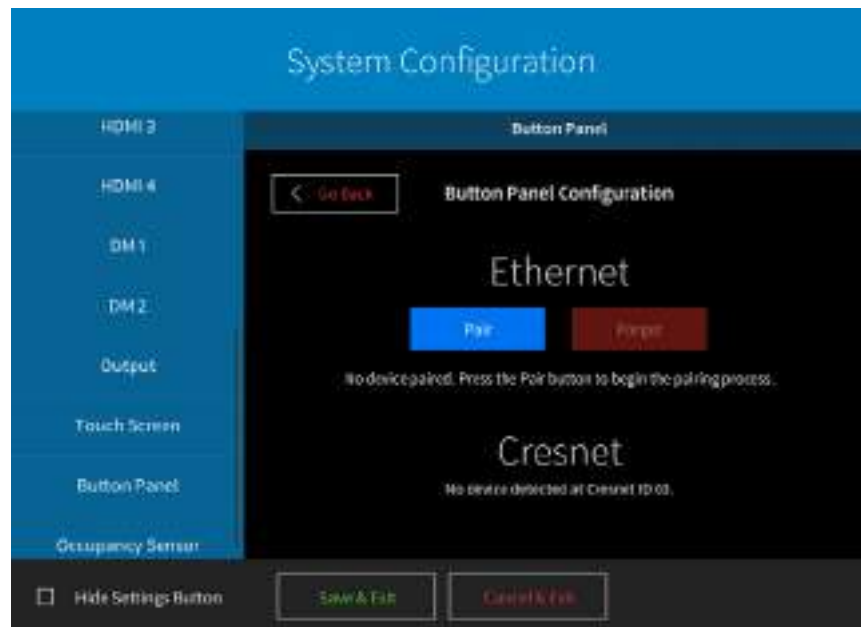 System Configuration
HDMI 3
HDMI 4
DM 1
DM 2
Output
Touch Screen
Button Panel
Occupancy Sensor
Button Panel
Go Back
Button Panel Configuration
Ethernet
Pair
Forget
No device paired. Press the Pair button to begin the pairing process.
Cresnet
No device detected at Cresnet ID 03.
Hide Settings Button
Save & Exit
Cancel & Exit